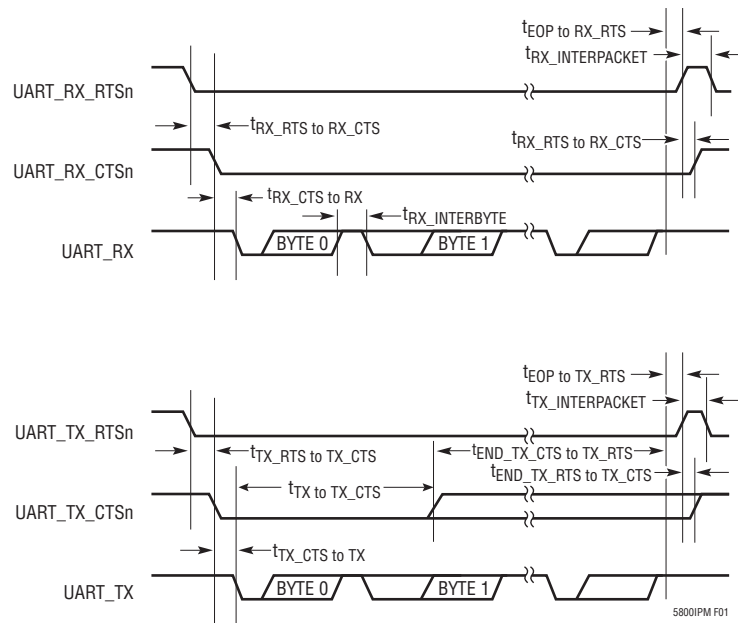 tEOP to RX_RTS
tRX_INTERPACKET
UART_RX_RTSn
tRX_RTS to RX_CTS
tRX_RTS to RX_CTS
UART_RX_CTSn
tRX_CTS to RX
tRX_INTERBYTE
UART_RX
BYTE 0
BYTE 1
tEOP to TX_RTS
tTX_INTERPACKET
UART_TX_RTSn
tTX_RTS to TX_CTS
tEND_TX_CTS to TX_RTS
tEND_TX_RTS to TX_CTS
tTX to TX_CTS
UART_TX_CTSn
tTX_CTS to TX
UART_TX
BYTE 0
BYTE 1
5800IPM F01